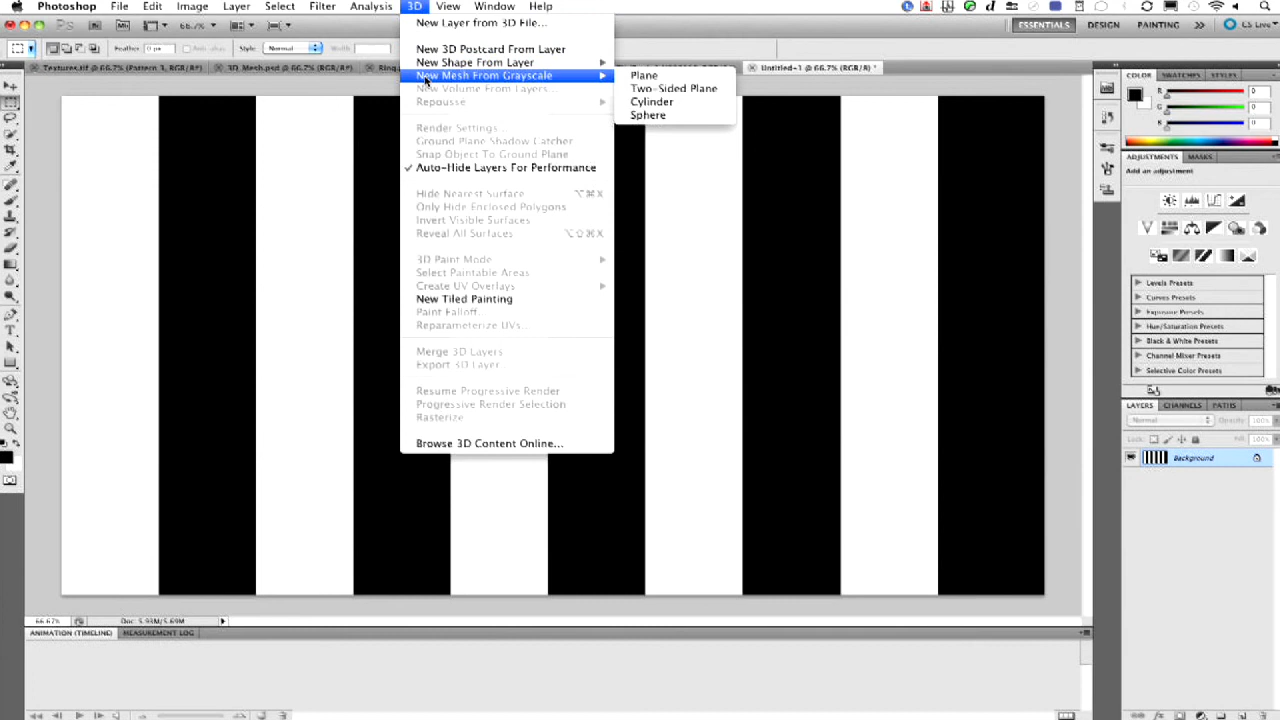 Photoshop File Edit Image Layer Select Filter Analysis 3D View Window Help
66.7% ESSENTIALS DESIGN PAINTING CS Live
Feather: 0 px Anti-alias Style: Normal Width:
Textures.tif @ 66.7% (Pattern 3, RGB/8#) 3D_Mesh.psd @ 66.7% (RGB/8#) Untitled-1 @ 66.7% (RGB/8) *
New Layer from 3D File...
New 3D Postcard From Layer
New Shape From Layer
New Mesh From Grayscale
New Volume From Layers...
Repousse
Render Settings...
Ground Plane Shadow Catcher
Snap Object To Ground Plane
✓ Auto-Hide Layers For Performance
Hide Nearest Surface ⌥⌘X
Only Hide Enclosed Polygons
Invert Visible Surfaces
Reveal All Surfaces ⌥⇧⌘X
3D Paint Mode
Select Paintable Areas
Create UV Overlays
New Tiled Painting
Paint Falloff...
Reparameterize UVs...
Merge 3D Layers
Export 3D Layer...
Resume Progressive Render
Progressive Render Selection
Rasterize
Browse 3D Content Online...
Plane
Two-Sided Plane
Cylinder
Sphere
COLOR SWATCHES STYLES
R 0
G 0
B 0
ADJUSTMENTS MASKS
Add an adjustment
Levels Presets
Curves Presets
Exposure Presets
Hue/Saturation Presets
Black & White Presets
Channel Mixer Presets
Selective Color Presets
LAYERS CHANNELS PATHS
Normal Opacity: 100%
Lock: Fill: 100%
Background
66.67% Doc: 5.93M/5.69M
ANIMATION (TIMELINE) MEASUREMENT LOG